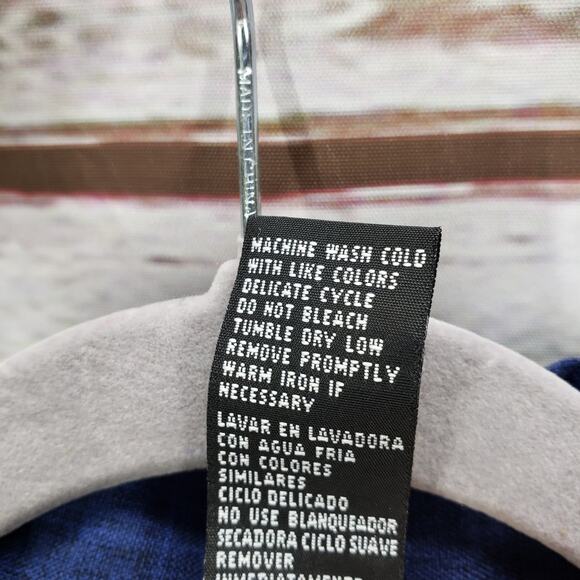 MADE IN CHINA
MACHINE WASH COLD
WITH LIKE COLORS
DELICATE CYCLE
DO NOT BLEACH
TUMBLE DRY LOW
REMOVE PROMPTLY
WARM IRON IF
NECESSARY
LAVAR EN LAVADORA
CON AGUA FRIA
CON COLORES
SIMILARES
CICLO DELICADO
NO USE BLANQUEADOR
SECADORA CICLO SUAVE
REMOVER
INMEDIATAMENTE